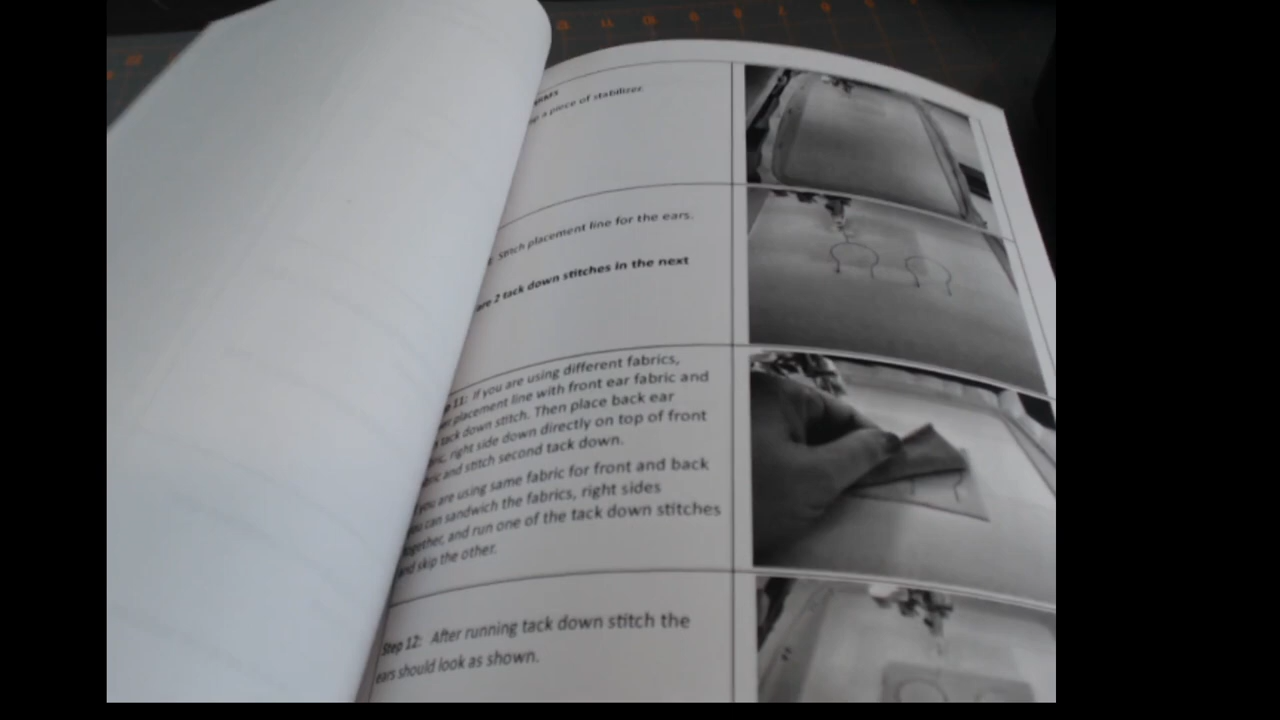 a piece of stabilizer.
Stitch placement line for the ears.
are 2 tack down stitches in the next
11: If you are using different fabrics,
placement line with front ear fabric and
tack down stitch. Then place back ear
right side down directly on top of front
and stitch second tack down.
you are using same fabric for front and back
can sandwich the fabrics, right sides
together, and run one of the tack down stitches
and skip the other.
Step 12: After running tack down stitch the
ears should look as shown.